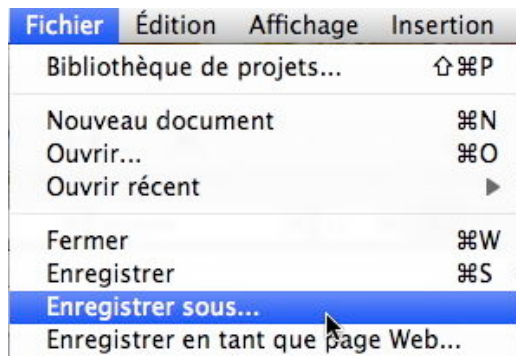 Fichier Édition Affichage Insertion
Bibliothèque de projets... ⇧⌘P
Nouveau document ⌘N
Ouvrir... ⌘O
Ouvrir récent ▶
Fermer ⌘W
Enregistrer ⌘S
Enregistrer sous...
Enregistrer en tant que page Web...